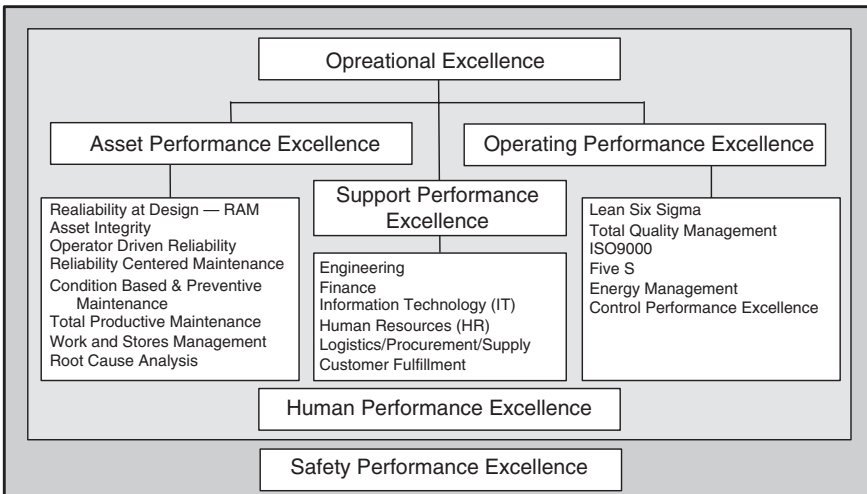 Opreational Excellence
Asset Performance Excellence
Operating Performance Excellence
Support Performance
Excellence
Realiability at Design — RAM
Asset Integrity
Operator Driven Reliability
Reliability Centered Maintenance
Condition Based & Preventive
Maintenance
Total Productive Maintenance
Work and Stores Management
Root Cause Analysis
Engineering
Finance
Information Technology (IT)
Human Resources (HR)
Logistics/Procurement/Supply
Customer Fulfillment
Lean Six Sigma
Total Quality Management
ISO9000
Five S
Energy Management
Control Performance Excellence
Human Performance Excellence
Safety Performance Excellence